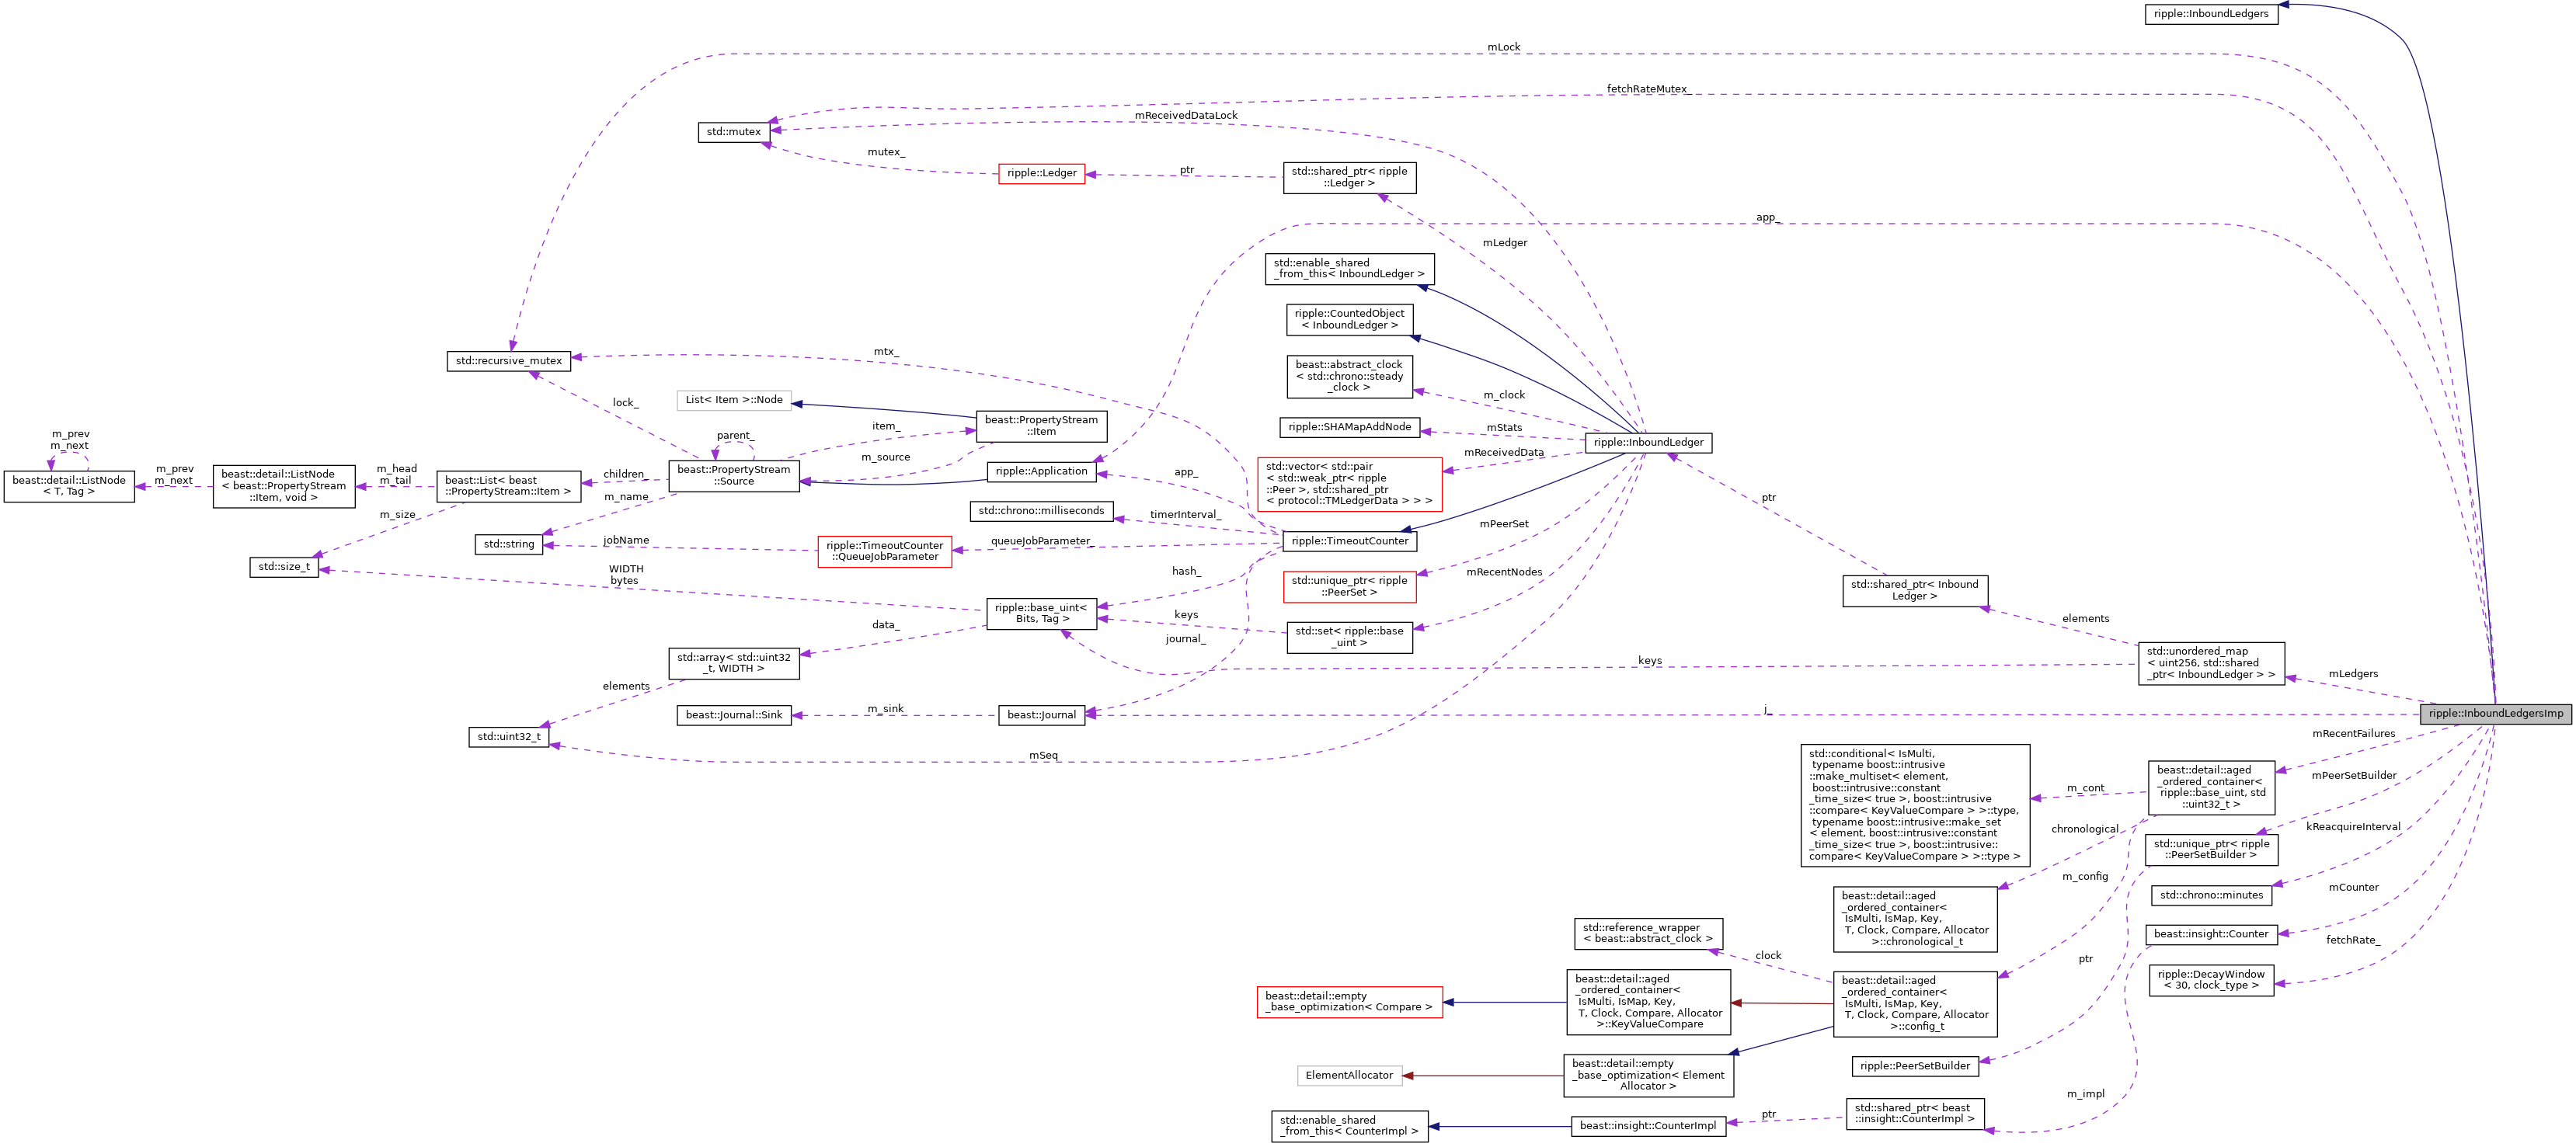 ripple::InboundLedgers
mLock
fetchRateMutex_
mReceivedDataLock
std::mutex
mutex_
ripple::Ledger
ptr
std::shared_ptr< ripple
::Ledger >
app_
mLedger
std::enable_shared
_from_this< InboundLedger >
ripple::CountedObject
< InboundLedger >
mtx_
std::recursive_mutex
beast::abstract_clock
< std::chrono::steady
_clock >
m_clock
lock_
List< Item >::Node
beast::PropertyStream
::Item
item_
ripple::SHAMapAddNode
mStats
ripple::InboundLedger
m_prev
m_next
parent_
m_source
mReceivedData
beast::detail::ListNode
< T, Tag >
m_prev
m_next
beast::detail::ListNode
< beast::PropertyStream
::Item, void >
m_head
m_tail
beast::List< beast
::PropertyStream::Item >
children_
beast::PropertyStream
::Source
ripple::Application
app_
std::vector< std::pair
< std::weak_ptr< ripple
::Peer >, std::shared_ptr
< protocol::TMLedgerData > > >
ptr
m_name
m_size
std::chrono::milliseconds
timerInterval_
mPeerSet
std::string
jobName
ripple::TimeoutCounter
::QueueJobParameter
queueJobParameter_
ripple::TimeoutCounter
std::size_t
WIDTH
bytes
hash_
std::unique_ptr< ripple
::PeerSet >
mRecentNodes
std::shared_ptr< Inbound
Ledger >
ripple::base_uint<
Bits, Tag >
keys
data_
journal_
std::set< ripple::base
_uint >
elements
std::array< std::uint32
_t, WIDTH >
keys
std::unordered_map
< uint256, std::shared
_ptr< InboundLedger > >
mLedgers
elements
beast::Journal::Sink
m_sink
beast::Journal
j_
ripple::InboundLedgersImp
std::uint32_t
mSeq
mRecentFailures
std::conditional< IsMulti,
typename boost::intrusive
::make_multiset< element,
boost::intrusive::constant
_time_size< true >, boost::intrusive
::compare< KeyValueCompare > >::type,
typename boost::intrusive::make_set
< element, boost::intrusive::constant
_time_size< true >, boost::intrusive::
compare< KeyValueCompare > >::type >
m_cont
beast::detail::aged
_ordered_container<
ripple::base_uint, std
::uint32_t >
mPeerSetBuilder
chronological
kReacquireInterval
std::unique_ptr< ripple
::PeerSetBuilder >
m_config
mCounter
std::chrono::minutes
beast::detail::aged
_ordered_container<
IsMulti, IsMap, Key,
T, Clock, Compare, Allocator
>::chronological_t
std::reference_wrapper
< beast::abstract_clock >
beast::insight::Counter
fetchRate_
clock
ptr
ripple::DecayWindow
< 30, clock_type >
beast::detail::empty
_base_optimization< Compare >
beast::detail::aged
_ordered_container<
IsMulti, IsMap, Key,
T, Clock, Compare, Allocator
>::KeyValueCompare
beast::detail::aged
_ordered_container<
IsMulti, IsMap, Key,
T, Clock, Compare, Allocator
>::config_t
ElementAllocator
beast::detail::empty
_base_optimization< Element
Allocator >
ripple::PeerSetBuilder
m_impl
std::enable_shared
_from_this< CounterImpl >
beast::insight::CounterImpl
ptr
std::shared_ptr< beast
::insight::CounterImpl >